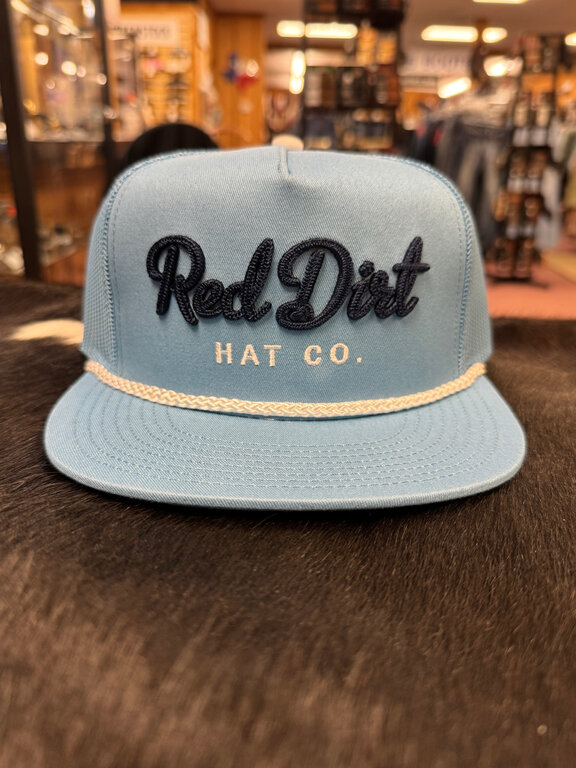 Red Dirt
HAT CO.